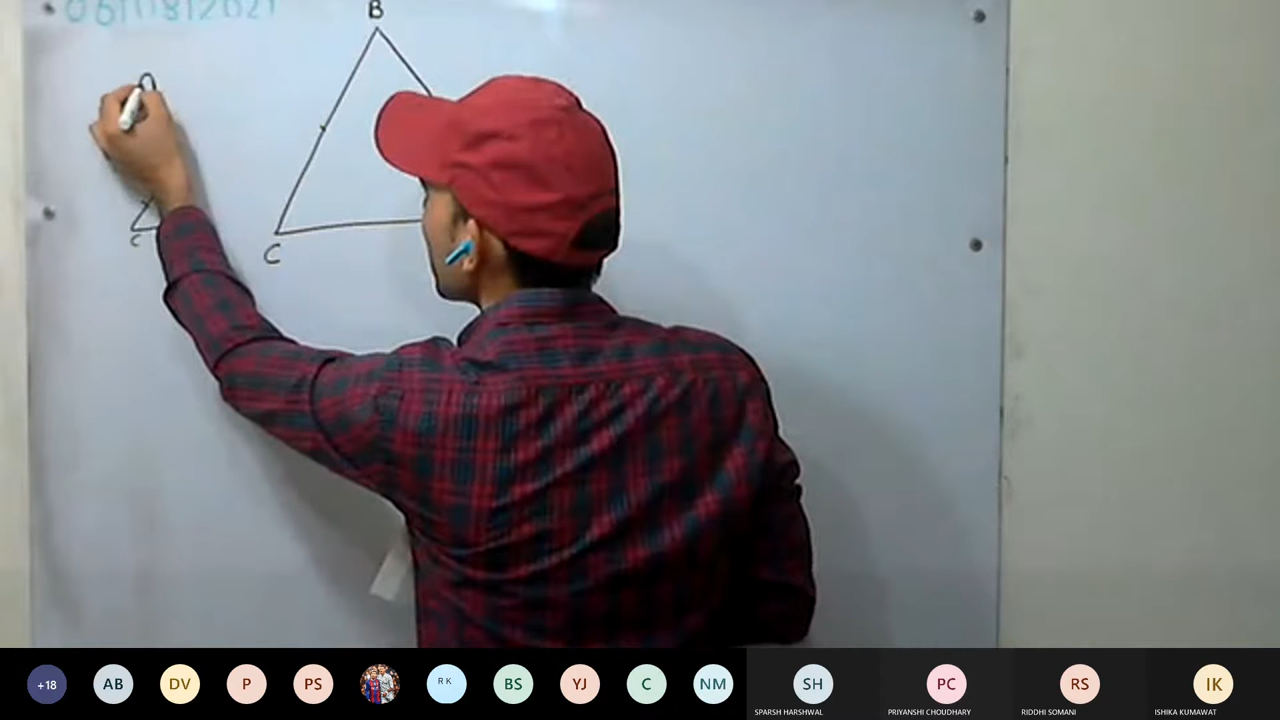 B
C
C
+18 AB DV P PS RK BS YJ C NM SH PC RS IK
SPARSH HARSHWAL PRIYANSHI CHOUDHARY RIDDHI SOMANI ISHIKA KUMAWAT